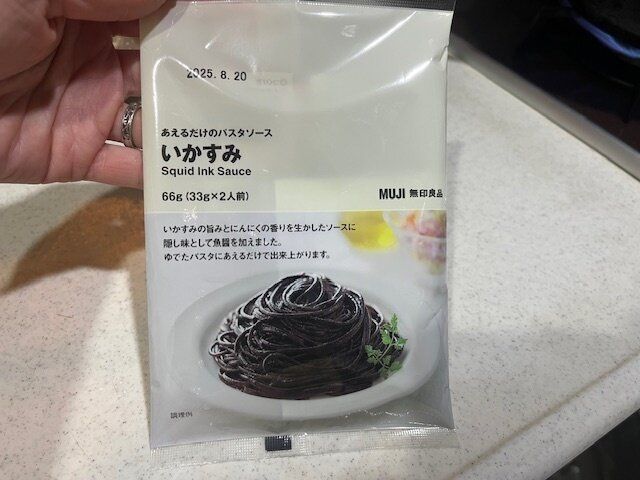 2025. 8. 20
あえるだけのパスタソース
いかすみ
Squid Ink Sauce
66g (33g×2人前)
MUJI 無印良品
いかすみの旨みとにんにくの香りを生かしたソースに
隠し味として魚醤を加えました。
ゆでたパスタにあえるだけで出来上がります。
調理例